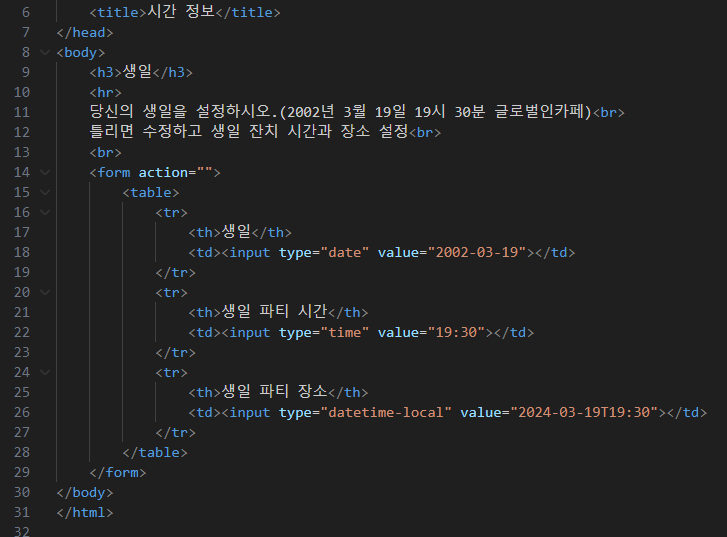 6 <title>시간 정보</title>
7 </head>
8 <body>
9 <h3>생일</h3>
10 <hr>
11 당신의 생일을 설정하시오.(2002년 3월 19일 19시 30분 글로벌인카페)<br>
12 틀리면 수정하고 생일 잔치 시간과 장소 설정<br>
13 <br>
14 <form action="">
15 <table>
16 <tr>
17 <th>생일</th>
18 <td><input type="date" value="2002-03-19"></td>
19 </tr>
20 <tr>
21 <th>생일 파티 시간</th>
22 <td><input type="time" value="19:30"></td>
23 </tr>
24 <tr>
25 <th>생일 파티 장소</th>
26 <td><input type="datetime-local" value="2024-03-19T19:30"></td>
27 </tr>
28 </table>
29 </form>
30 </body>
31 </html>
32